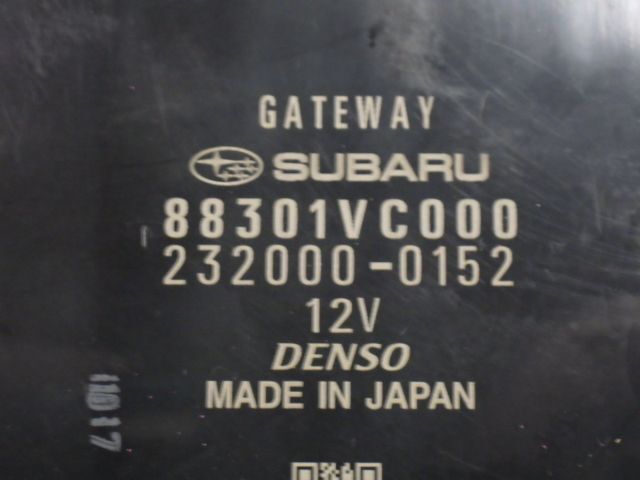 GATEWAY
SUBARU
88301VC000
232000-0152
12V
DENSO
MADE IN JAPAN